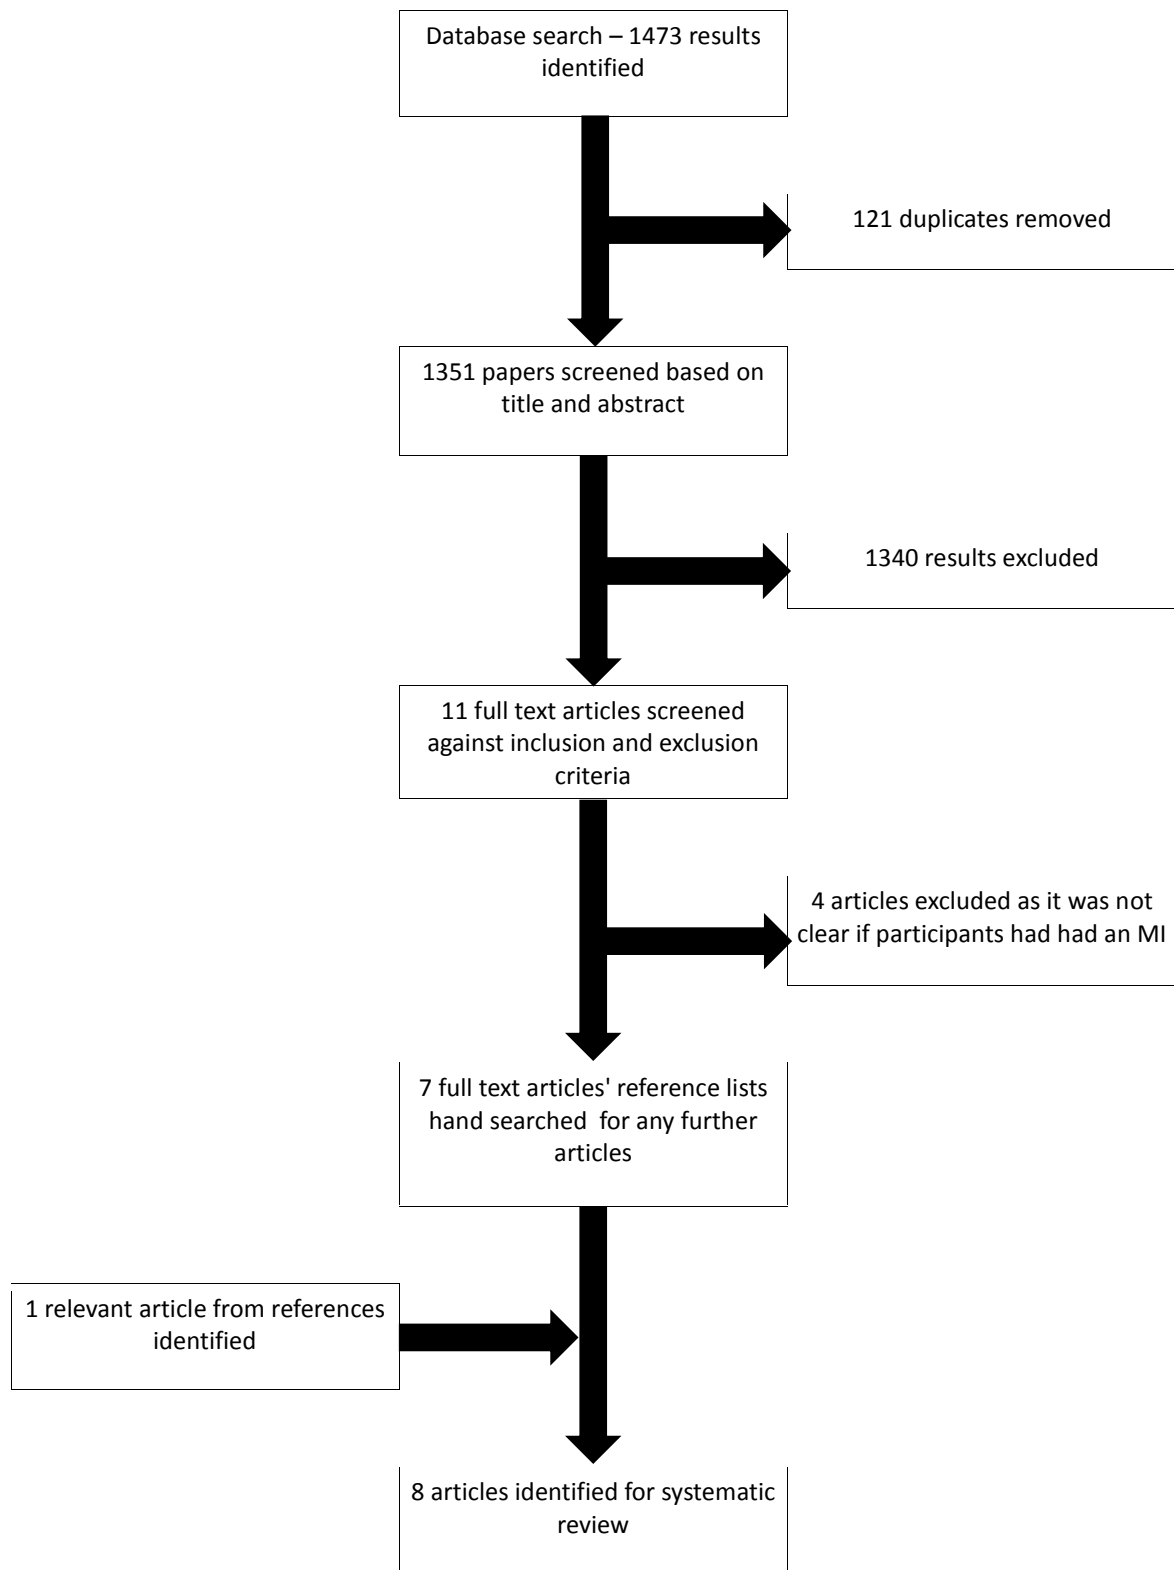 Database search – 1473 results
identified
121 duplicates removed
1351 papers screened based on
title and abstract
1340 results excluded
11 full text articles screened
against inclusion and exclusion
criteria
4 articles excluded as it was not
clear if participants had had an MI
7 full text articles' reference lists
hand searched for any further
articles
1 relevant article from references
identified
8 articles identified for systematic
review